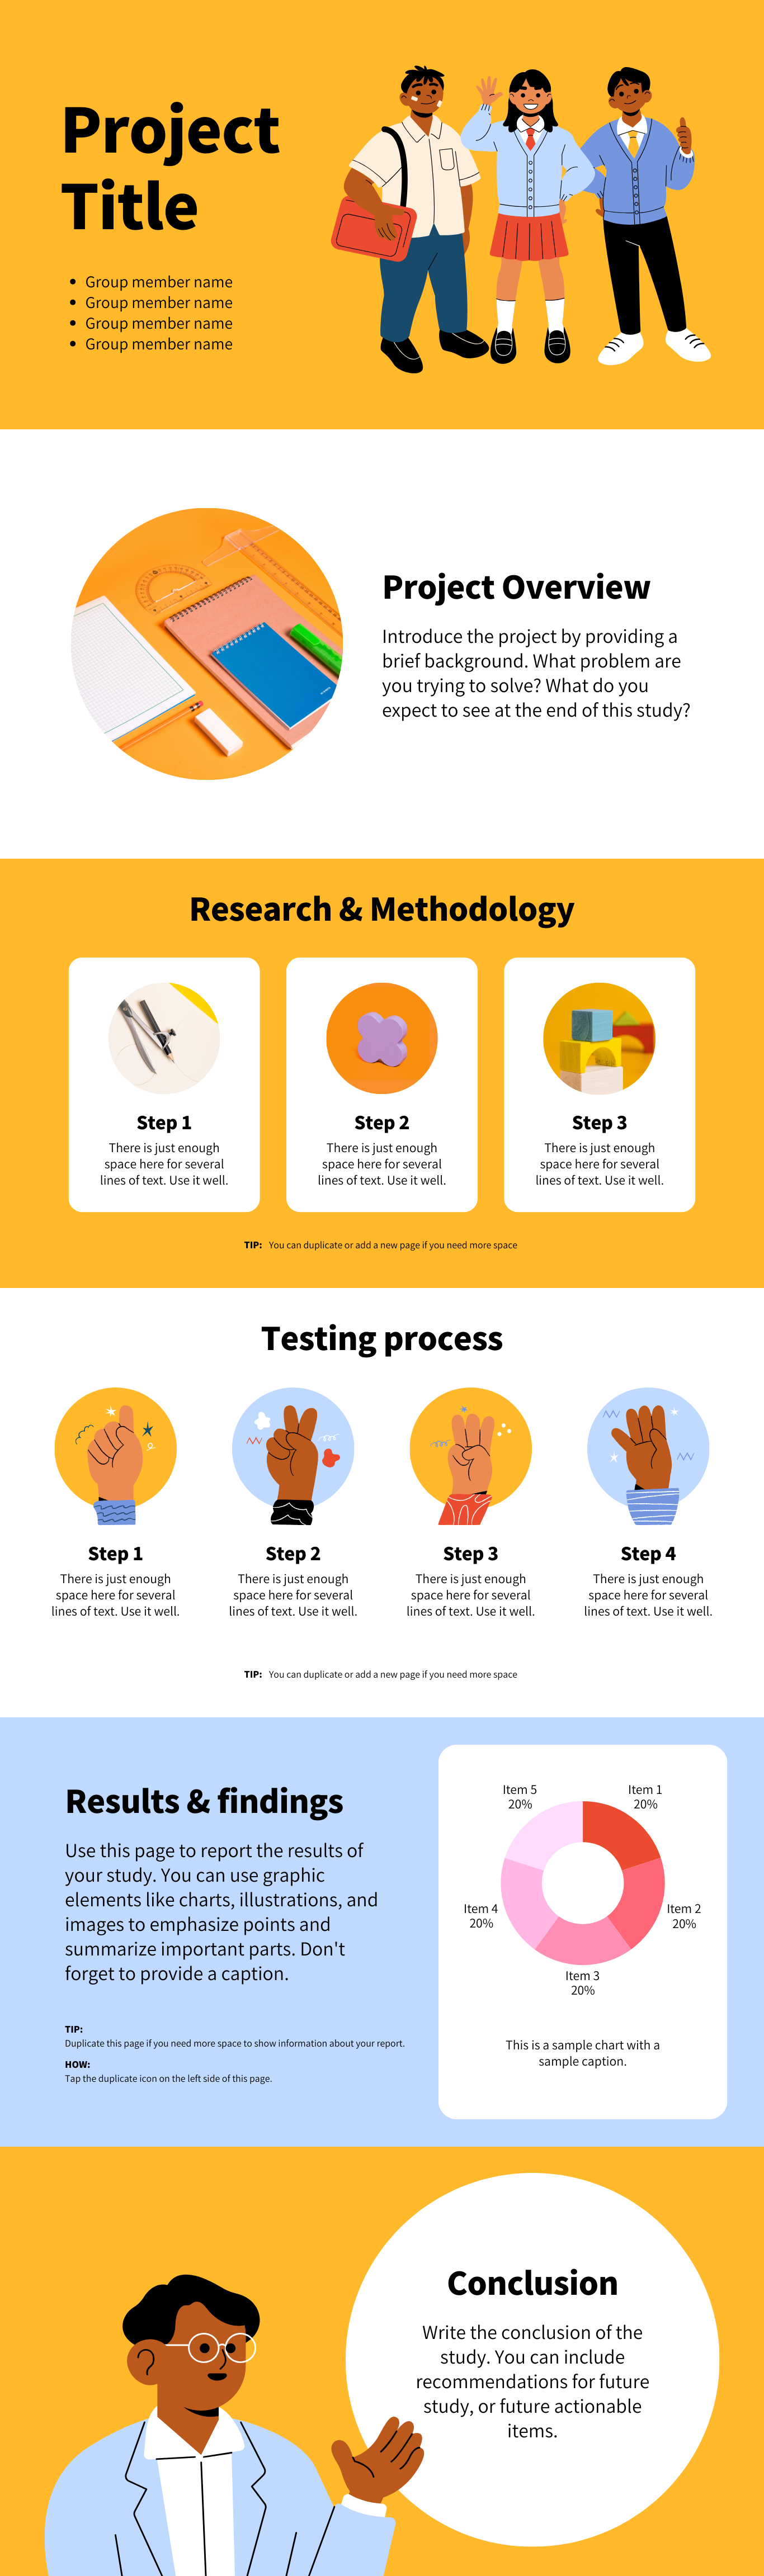 Project
Title
• Group member name
• Group member name
• Group member name
• Group member name
Project Overview
Introduce the project by providing a
brief background. What problem are
you trying to solve? What do you
expect to see at the end of this study?
Research & Methodology
Step 1
There is just enough
space here for several
lines of text. Use it well.
Step 2
There is just enough
space here for several
lines of text. Use it well.
Step 3
There is just enough
space here for several
lines of text. Use it well.
TIP: You can duplicate or add a new page if you need more space
Testing process
Step 1
There is just enough
space here for several
lines of text. Use it well.
Step 2
There is just enough
space here for several
lines of text. Use it well.
Step 3
There is just enough
space here for several
lines of text. Use it well.
Step 4
There is just enough
space here for several
lines of text. Use it well.
TIP: You can duplicate or add a new page if you need more space
Results & findings
Use this page to report the results of
your study. You can use graphic
elements like charts, illustrations, and
images to emphasize points and
summarize important parts. Don't
forget to provide a caption.
TIP:
Duplicate this page if you need more space to show information about your report.
HOW:
Tap the duplicate icon on the left side of this page.
Item 5
20%
Item 1
20%
Item 4
20%
Item 2
20%
Item 3
20%
This is a sample chart with a
sample caption.
Conclusion
Write the conclusion of the
study. You can include
recommendations for future
study, or future actionable
items.